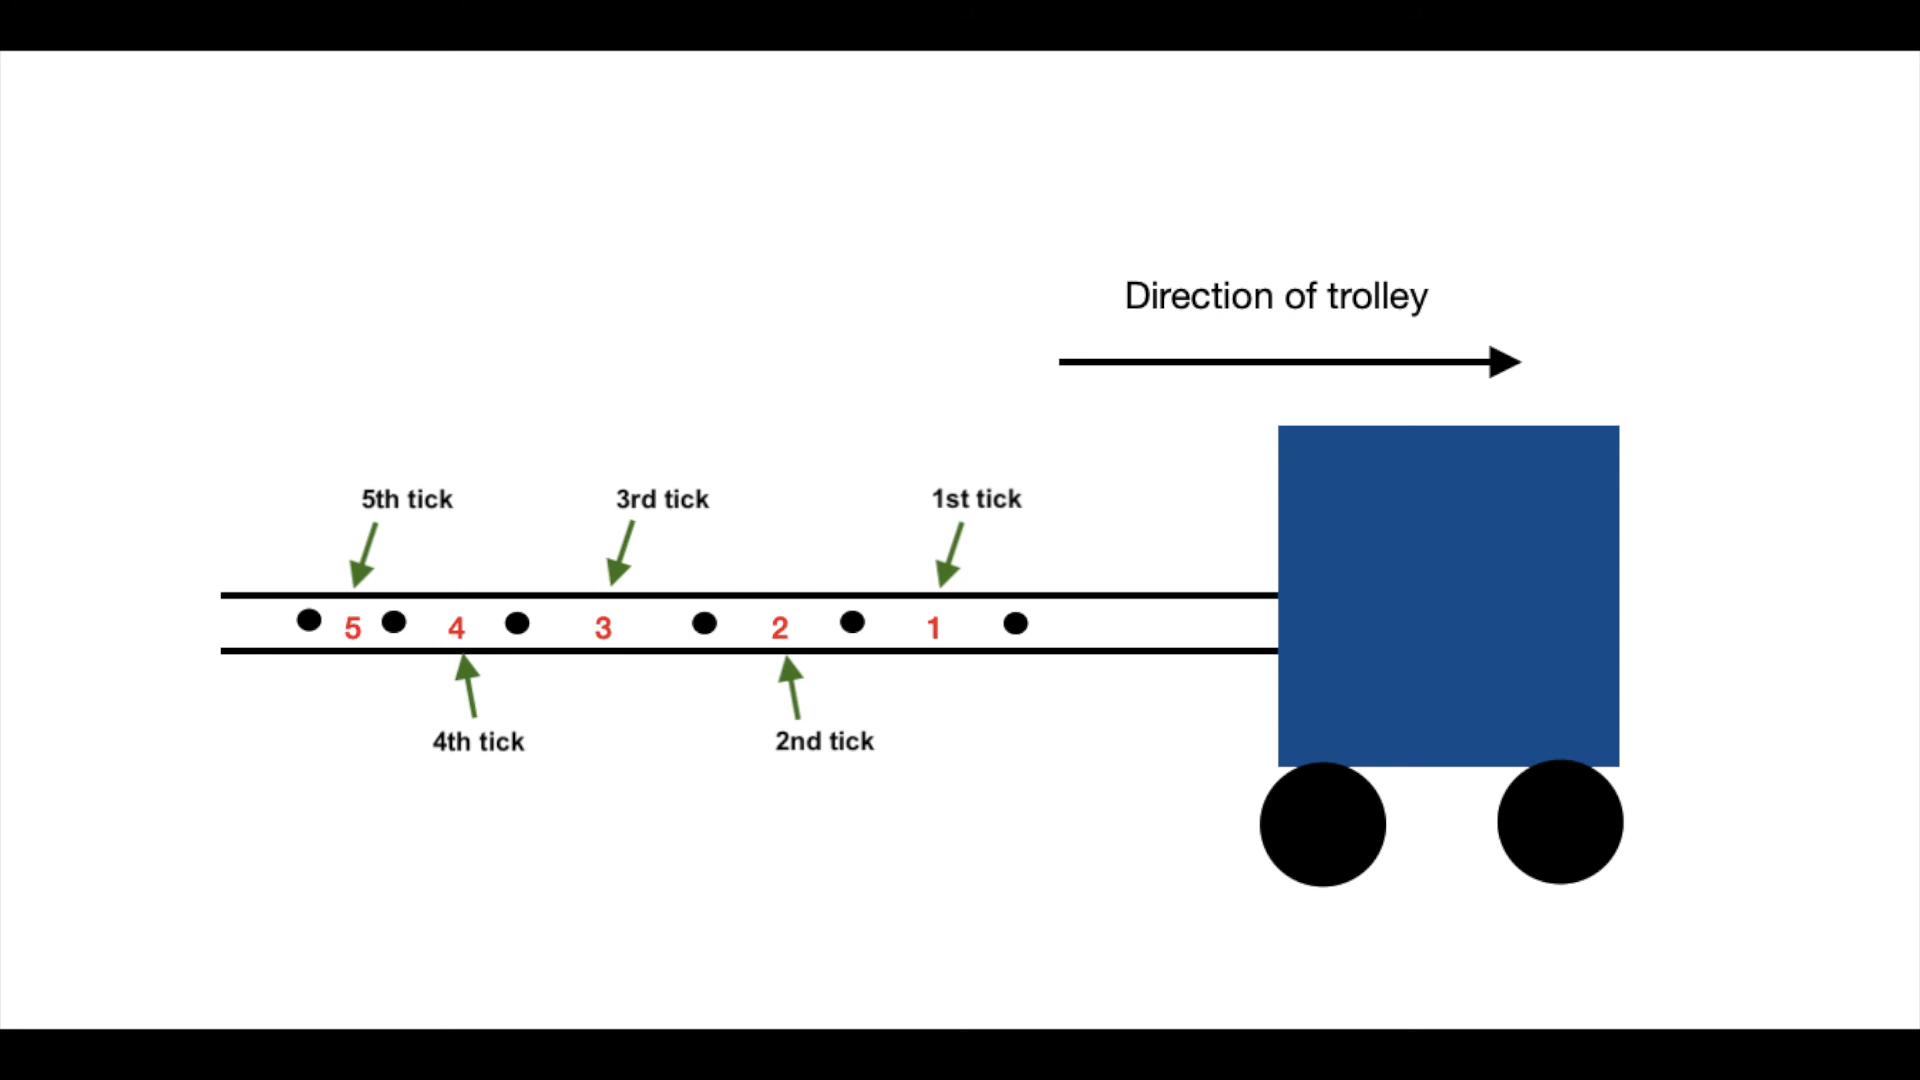 Direction of trolley
5th tick
3rd tick
1st tick
5 4 3 2 1
4th tick
2nd tick